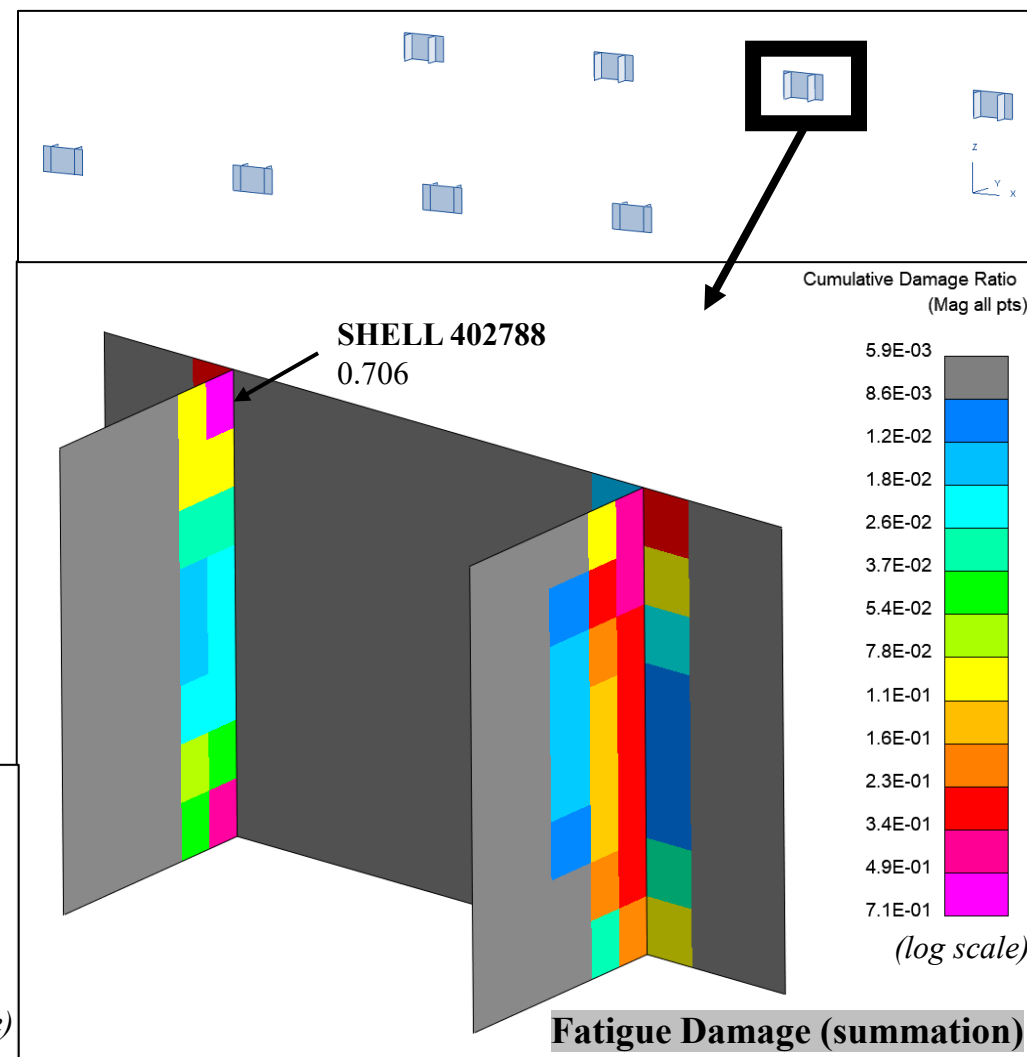 Z
Y
X
Cumulative Damage Ratio
(Mag all pts)
SHELL 402788
0.706
5.9E-03
8.6E-03
1.2E-02
1.8E-02
2.6E-02
3.7E-02
5.4E-02
7.8E-02
1.1E-01
1.6E-01
2.3E-01
3.4E-01
4.9E-01
7.1E-01
(log scale)
Fatigue Damage (summation)